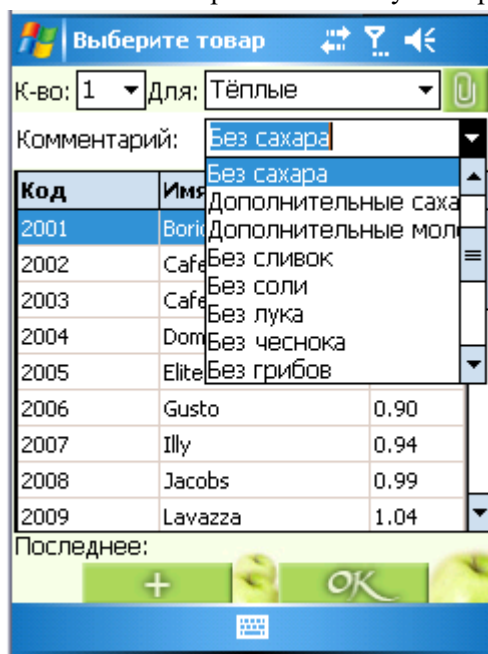 Выберите товар
К-во: 1 Для: Тёплые
Комментарий: Без сахара
Без сахара
Дополнительные саха
Дополнительные мол
Без сливок
Без соли
Без лука
Без чеснока
Без грибов
Код Имя
2001
2002 Cafe
2003 Cafe
2004 Dom
2005 Elite
2006 Gusto 0.90
2007 Illy 0.94
2008 Jacobs 0.99
2009 Lavazza 1.04
Последнее:
+ OK